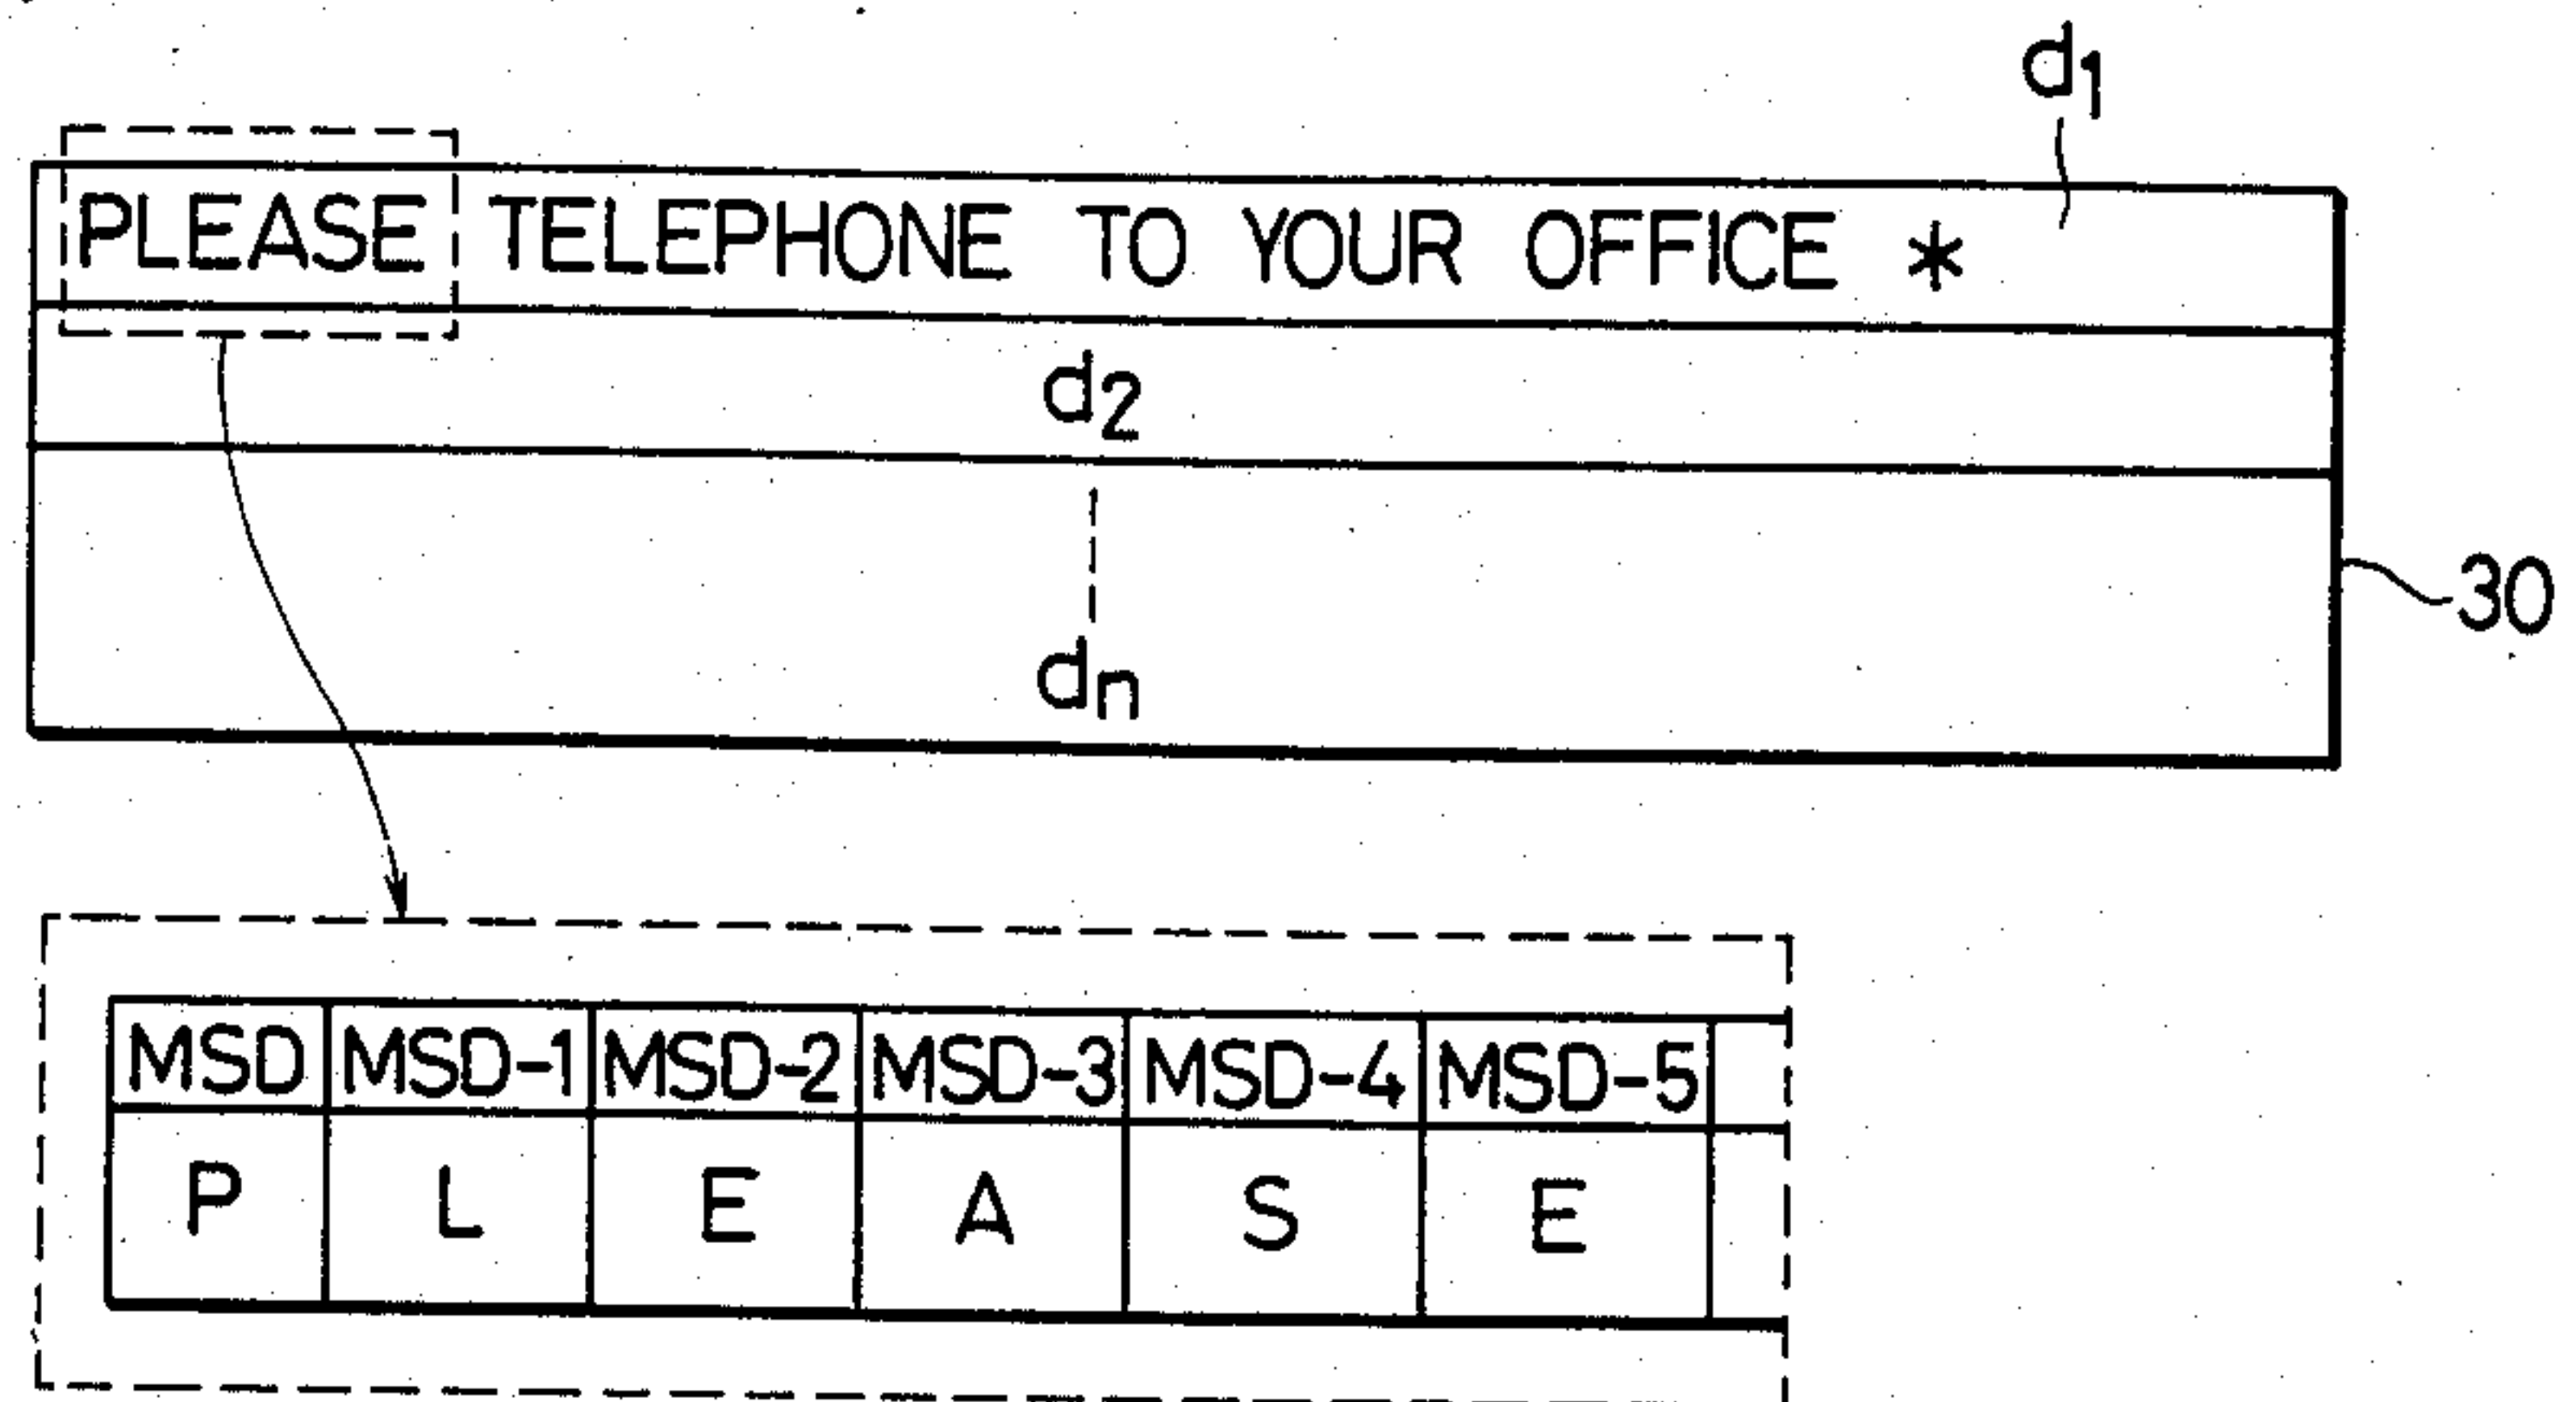 d1
PLEASE TELEPHONE TO YOUR OFFICE *
d2
30
dn
MSD MSD-1 MSD-2 MSD-3 MSD-4 MSD-5
P L E A S E